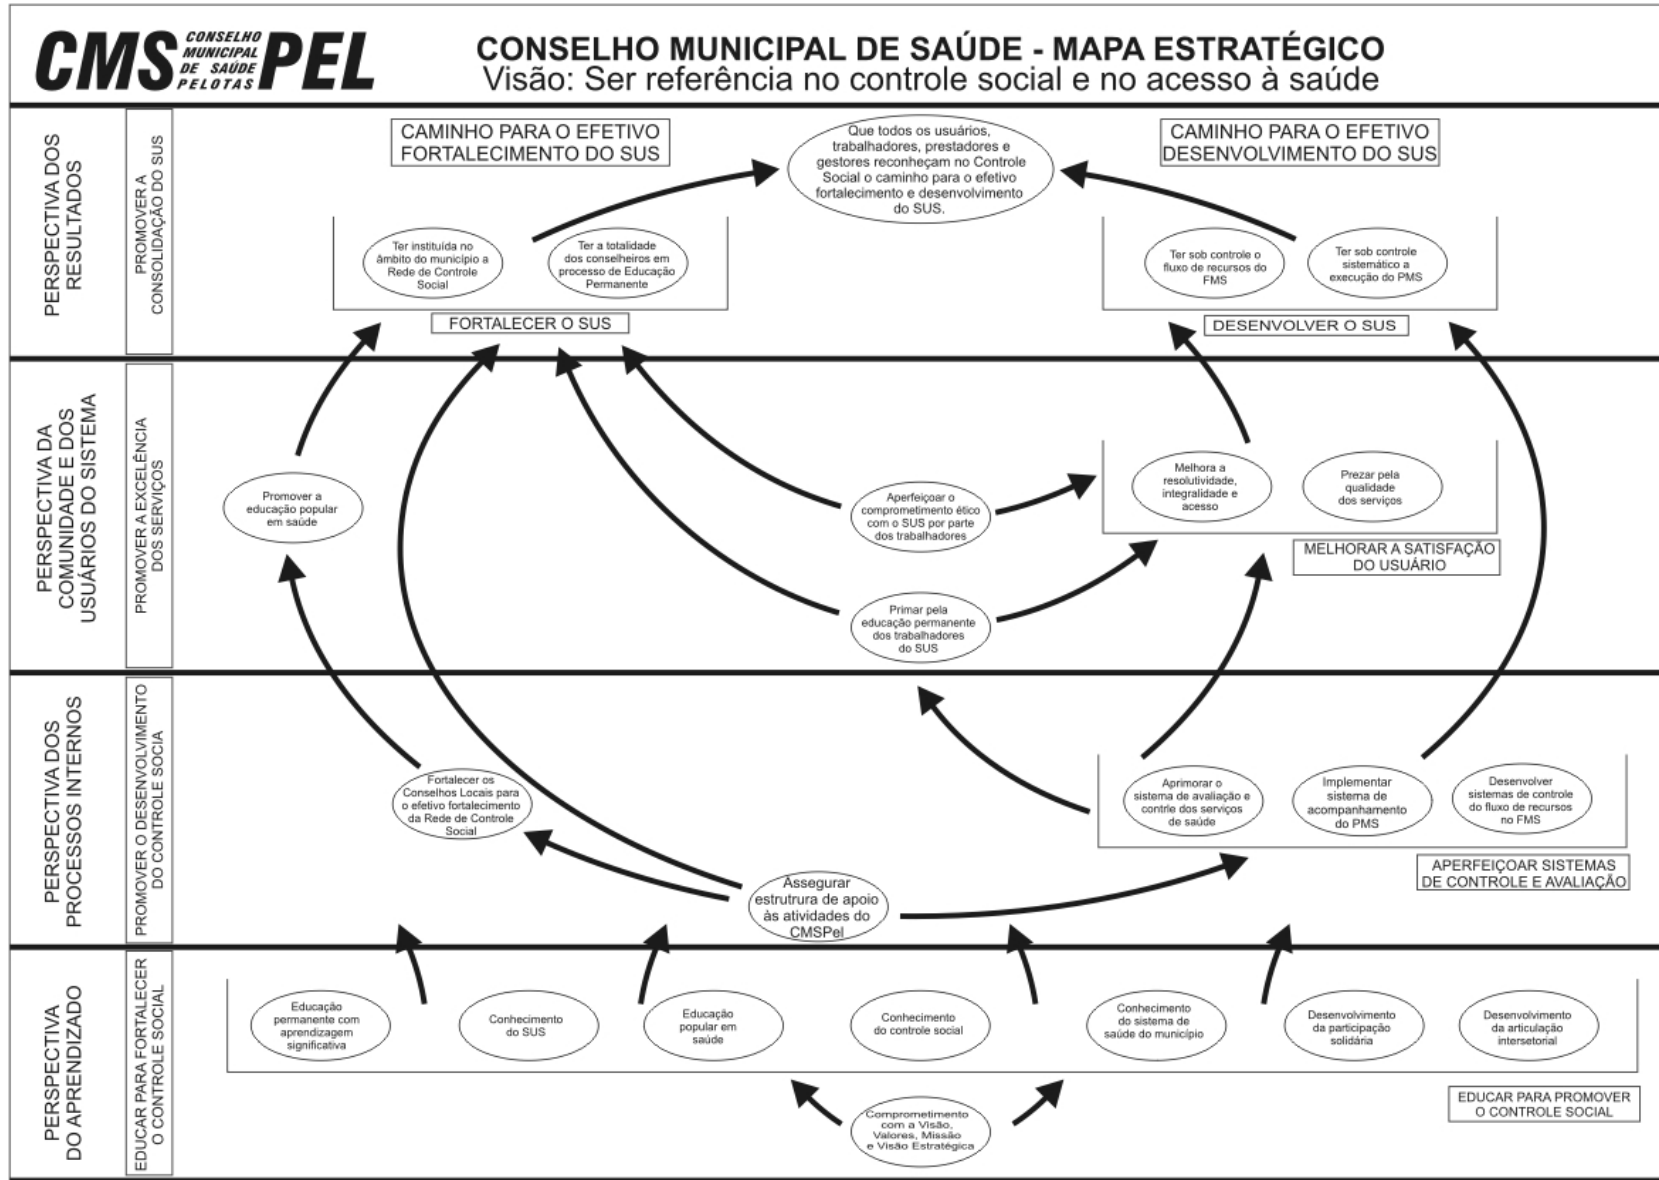 CMS CONSELHO MUNICIPAL DE SAÚDE PELOTAS PEL
CONSELHO MUNICIPAL DE SAÚDE - MAPA ESTRATÉGICO
Visão: Ser referência no controle social e no acesso à saúde
PERSPECTIVA DOS
RESULTADOS
PROMOVER A
CONSOLIDAÇÃO DO SUS
CAMINHO PARA O EFETIVO
FORTALECIMENTO DO SUS
Que todos os usuários,
trabalhadores, prestadores e
gestores reconheçam no Controle
Social o caminho para o efetivo
fortalecimento e desenvolvimento
do SUS.
CAMINHO PARA O EFETIVO
DESENVOLVIMENTO DO SUS
Ter instituída no
âmbito do município a
Rede de Controle
Social
Ter a totalidade
dos conselheiros em
processo de Educação
Permanente
Ter sob controle o
fluxo de recursos do
FMS
Ter sob controle
sistemático a
execução do PMS
FORTALECER O SUS
DESENVOLVER O SUS
PERSPECTIVA DA
COMUNIDADE E DOS
USUÁRIOS DO SISTEMA
PROMOVER A EXCELÊNCIA
DOS SERVIÇOS
Promover a
educação popular
em saúde
Aperfeiçoar o
comprometimento ético
com o SUS por parte
dos trabalhadores
Melhora a
resolutividade,
integralidade e
acesso
Prezar pela
qualidade
dos serviços
MELHORAR A SATISFAÇÃO
DO USUÁRIO
Primar pela
educação permanente
dos trabalhadores
do SUS
PERSPECTIVA DOS
PROCESSOS INTERNOS
PROMOVER O DESENVOLVIMENTO
DO CONTROLE SOCIA
Fortalecer os
Conselhos Locais para
o efetivo fortalecimento
da Rede de Controle
Social
Aprimorar o
sistema de avaliação e
contrle dos serviços
de saúde
Implementar
sistema de
acompanhamento
do PMS
Desenvolver
sistemas de controle
do fluxo de recursos
no FMS
APERFEIÇOAR SISTEMAS
DE CONTROLE E AVALIAÇÃO
Assegurar
estrutrura de apoio
às atividades do
CMSPel
PERSPECTIVA
DO APRENDIZADO
EDUCAR PARA FORTALECER
O CONTROLE SOCIAL
Educação
permanente com
aprendizagem
significativa
Conhecimento
do SUS
Educação
popular em
saúde
Conhecimento
do controle social
Conhecimento
do sistema de
saúde do município
Desenvolvimento
da participação
solidária
Desenvolvimento
da articulação
intersetorial
EDUCAR PARA PROMOVER
O CONTROLE SOCIAL
Comprometimento
com a Visão,
Valores, Missão
e Visão Estratégica